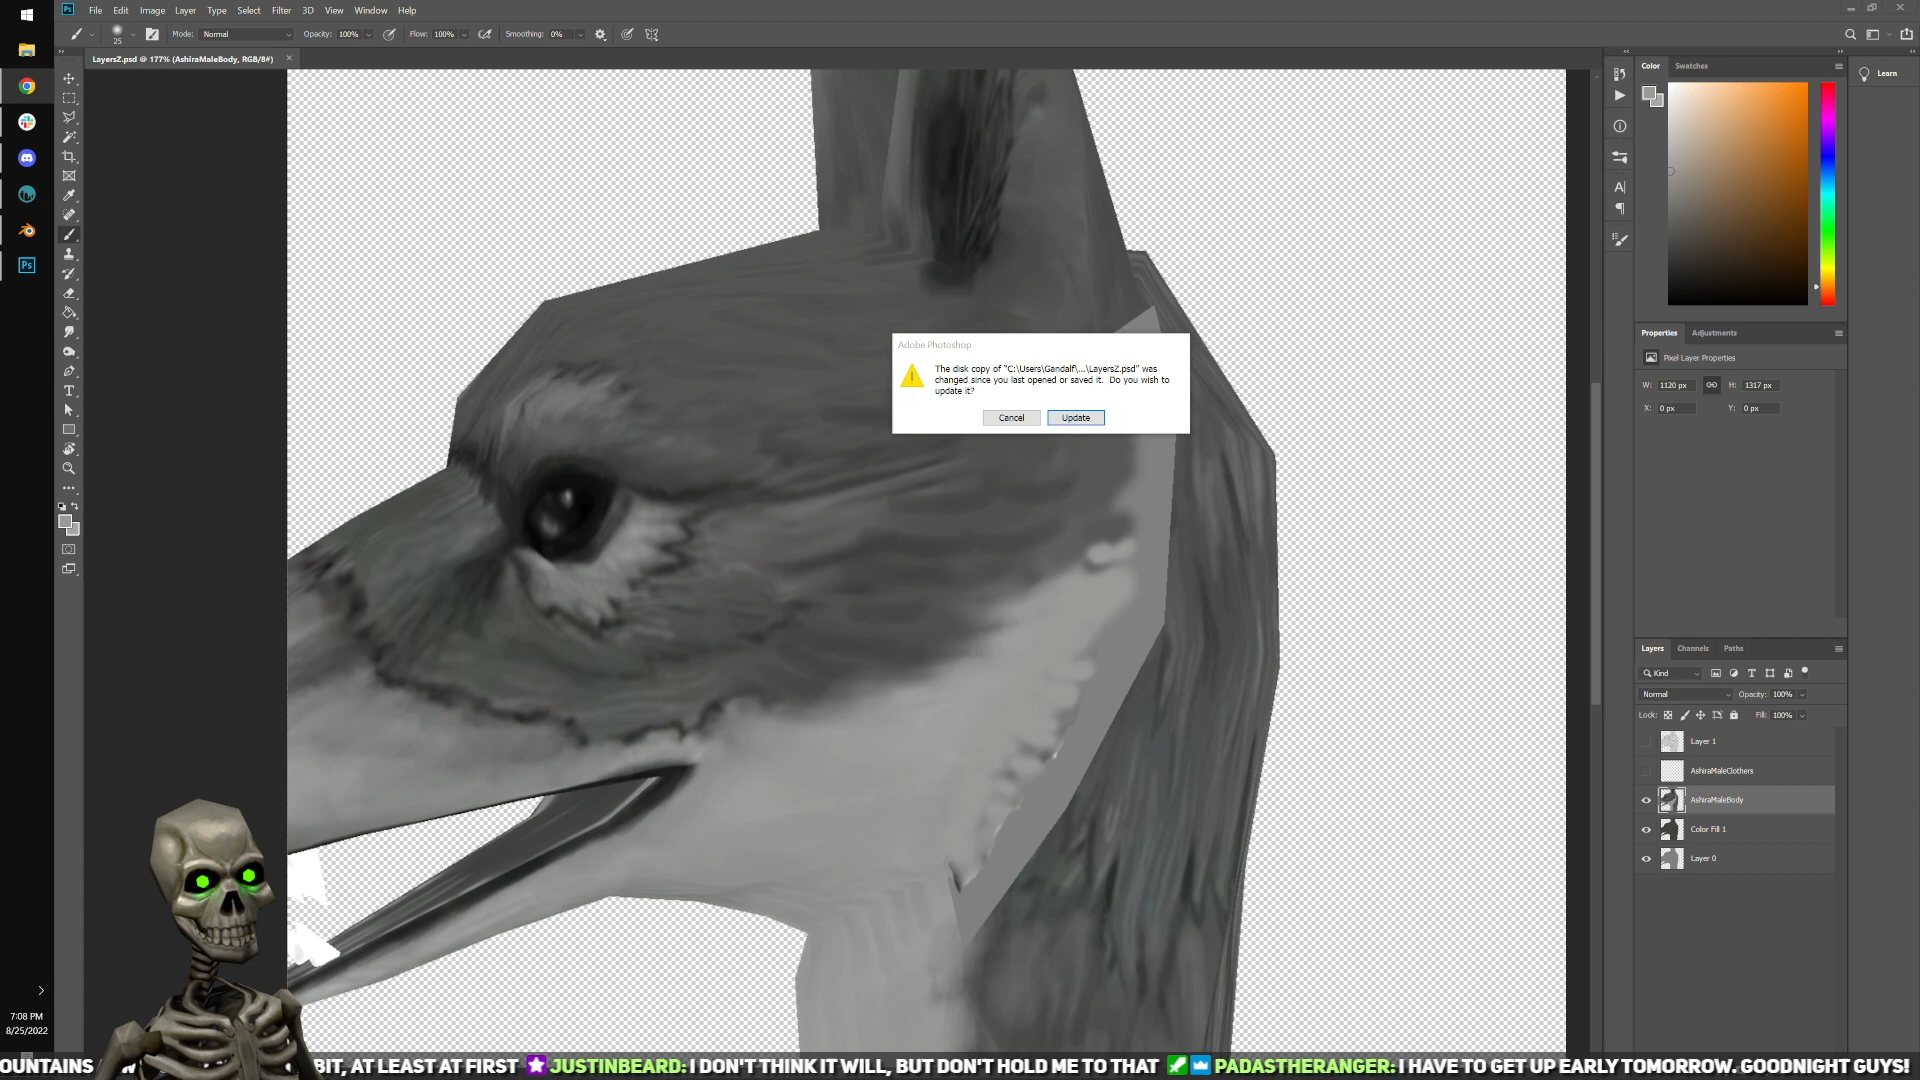 Ps File Edit Image Layer Type Select Filter 3D View Window Help
25 Mode: Normal Opacity: 100% Flow: 100% Smoothing: 0%
LayersZ.psd @ 177% (AshiraMaleBody, RGB/8#) ×
Color Swatches
Learn
Adobe Photoshop
The disk copy of "C:\Users\Gandalf\...\LayersZ.psd" was
changed since you last opened or saved it. Do you wish to
update it?
Cancel Update
Properties Adjustments
Pixel Layer Properties
W: 1120 px H: 1317 px
X: 0 px Y: 0 px
Layers Channels Paths
Kind
Normal Opacity: 100%
Lock: Fill: 100%
Layer 1
AshiraMaleClothers
AshiraMaleBody
Color Fill 1
Layer 0
Ps
7:08 PM
8/25/2022
OUNTAINS BIT, AT LEAST AT FIRST JUSTINBEARD: I DON'T THINK IT WILL, BUT DON'T HOLD ME TO THAT PADASTHERANGER: I HAVE TO GET UP EARLY TOMORROW. GOODNIGHT GUYS!